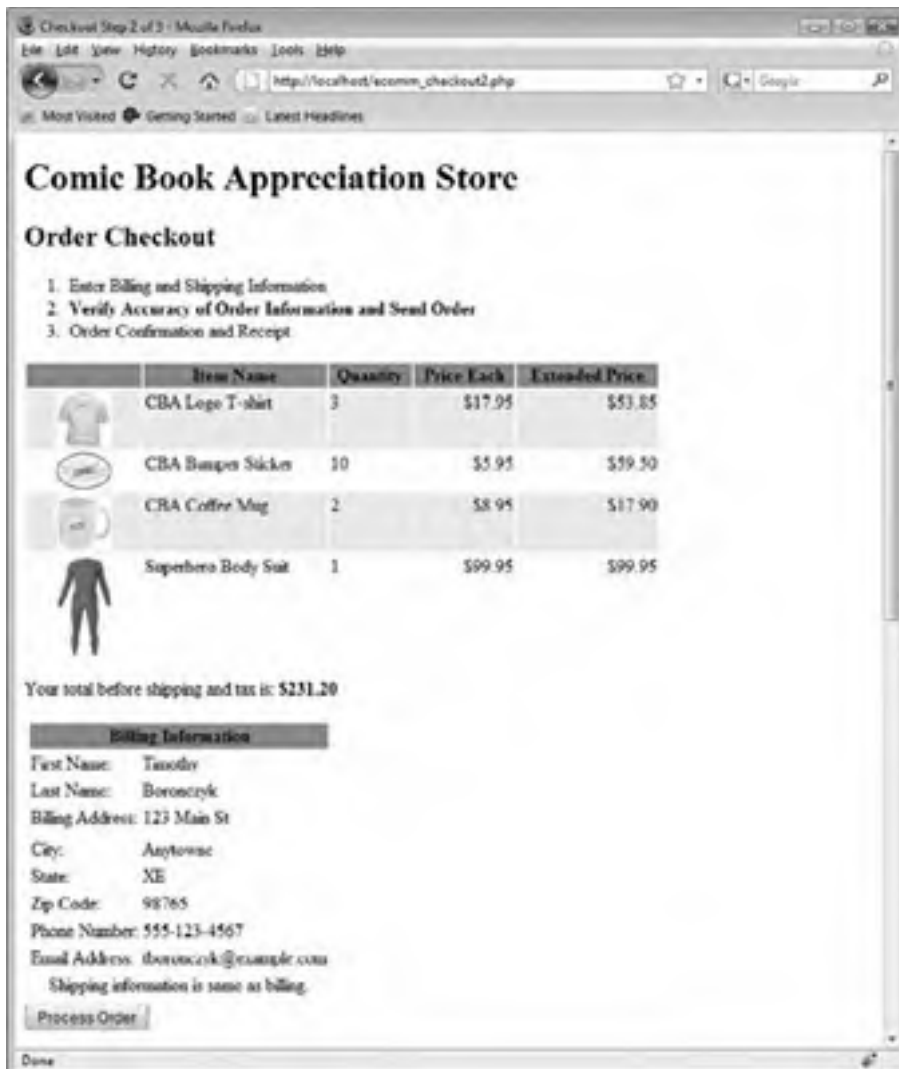 Checkout Step 2 of 3 - Mozilla Firefox
File Edit View History Bookmarks Tools Help
http://localhost/ecomm_checkout2.php
Google
Most Visited Getting Started Latest Headlines
Comic Book Appreciation Store
Order Checkout
1. Enter Billing and Shipping Information
2. Verify Accuracy of Order Information and Send Order
3. Order Confirmation and Receipt
Item Name Quantity Price Each Extended Price
CBA Logo T-shirt 3 $17.95 $53.85
CBA Bumper Sticker 10 $5.95 $59.50
CBA Coffee Mug 2 $8.95 $17.90
Superhero Body Suit 1 $99.95 $99.95
Your total before shipping and tax is: $231.20
Billing Information
First Name: Timothy
Last Name: Boronczyk
Billing Address: 123 Main St
City: Anytowne
State: XE
Zip Code: 98765
Phone Number: 555-123-4567
Email Address: tboronczyk@example.com
Shipping information is same as billing.
Process Order
Done